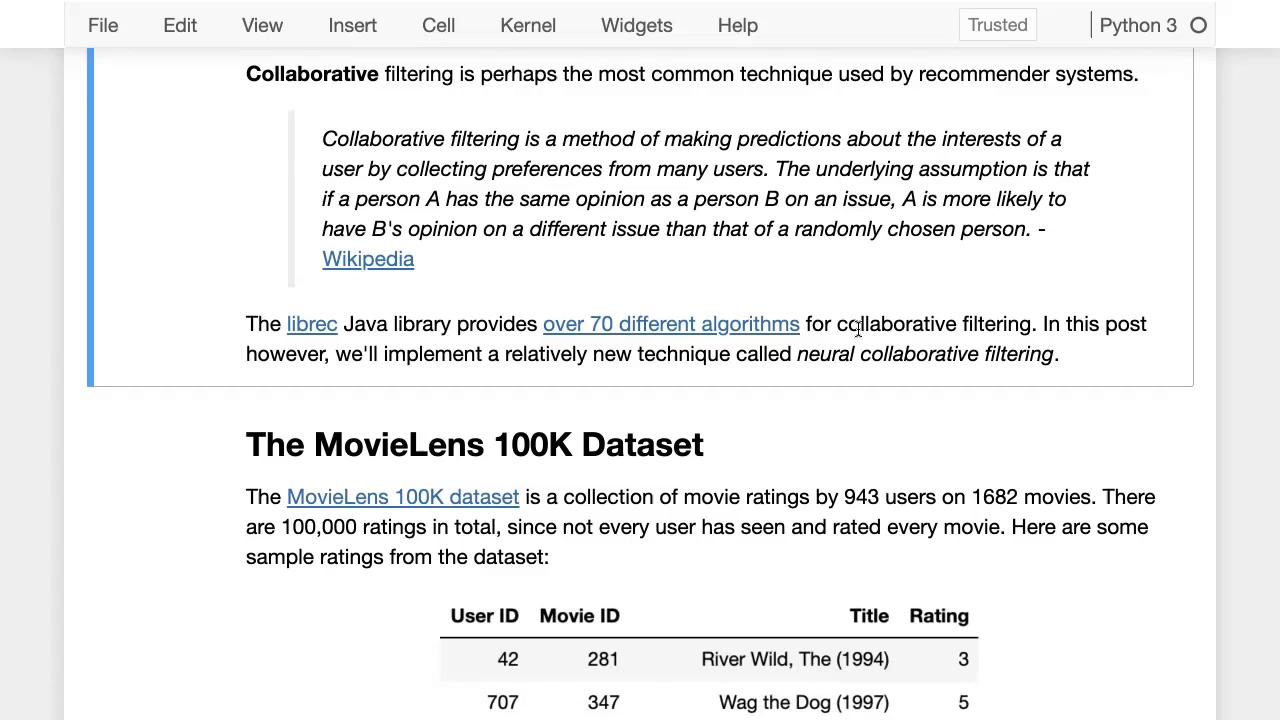 File Edit View Insert Cell Kernel Widgets Help Trusted Python 3
Collaborative filtering is perhaps the most common technique used by recommender systems.
Collaborative filtering is a method of making predictions about the interests of a
user by collecting preferences from many users. The underlying assumption is that
if a person A has the same opinion as a person B on an issue, A is more likely to
have B's opinion on a different issue than that of a randomly chosen person. -
Wikipedia
The librec Java library provides over 70 different algorithms for collaborative filtering. In this post
however, we'll implement a relatively new technique called neural collaborative filtering.
The MovieLens 100K Dataset
The MovieLens 100K dataset is a collection of movie ratings by 943 users on 1682 movies. There
are 100,000 ratings in total, since not every user has seen and rated every movie. Here are some
sample ratings from the dataset:
User ID Movie ID Title Rating
42 281 River Wild, The (1994) 3
707 347 Wag the Dog (1997) 5